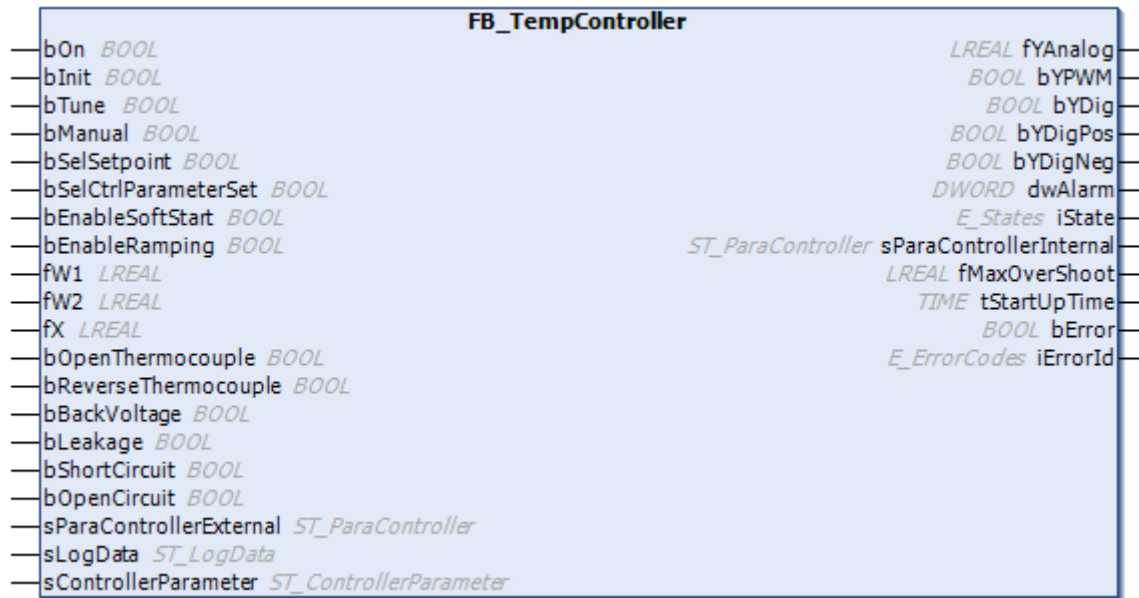 FB_TempController
bOn BOOL LREAL fYAnalog
bInit BOOL BOOL bYPWM
bTune BOOL BOOL bYDig
bManual BOOL BOOL bYDigPos
bSelSetpoint BOOL BOOL bYDigNeg
bSelCtrlParameterSet BOOL DWORD dwAlarm
bEnableSoftStart BOOL E_States iState
bEnableRamping BOOL ST_ParaController sParaControllerInternal
fW1 LREAL LREAL fMaxOverShoot
fW2 LREAL TIME tStartUpTime
fX LREAL BOOL bError
bOpenThermocouple BOOL E_ErrorCodes iErrorId
bReverseThermocouple BOOL
bBackVoltage BOOL
bLeakage BOOL
bShortCircuit BOOL
bOpenCircuit BOOL
sParaControllerExternal ST_ParaController
sLogData ST_LogData
sControllerParameter ST_ControllerParameter